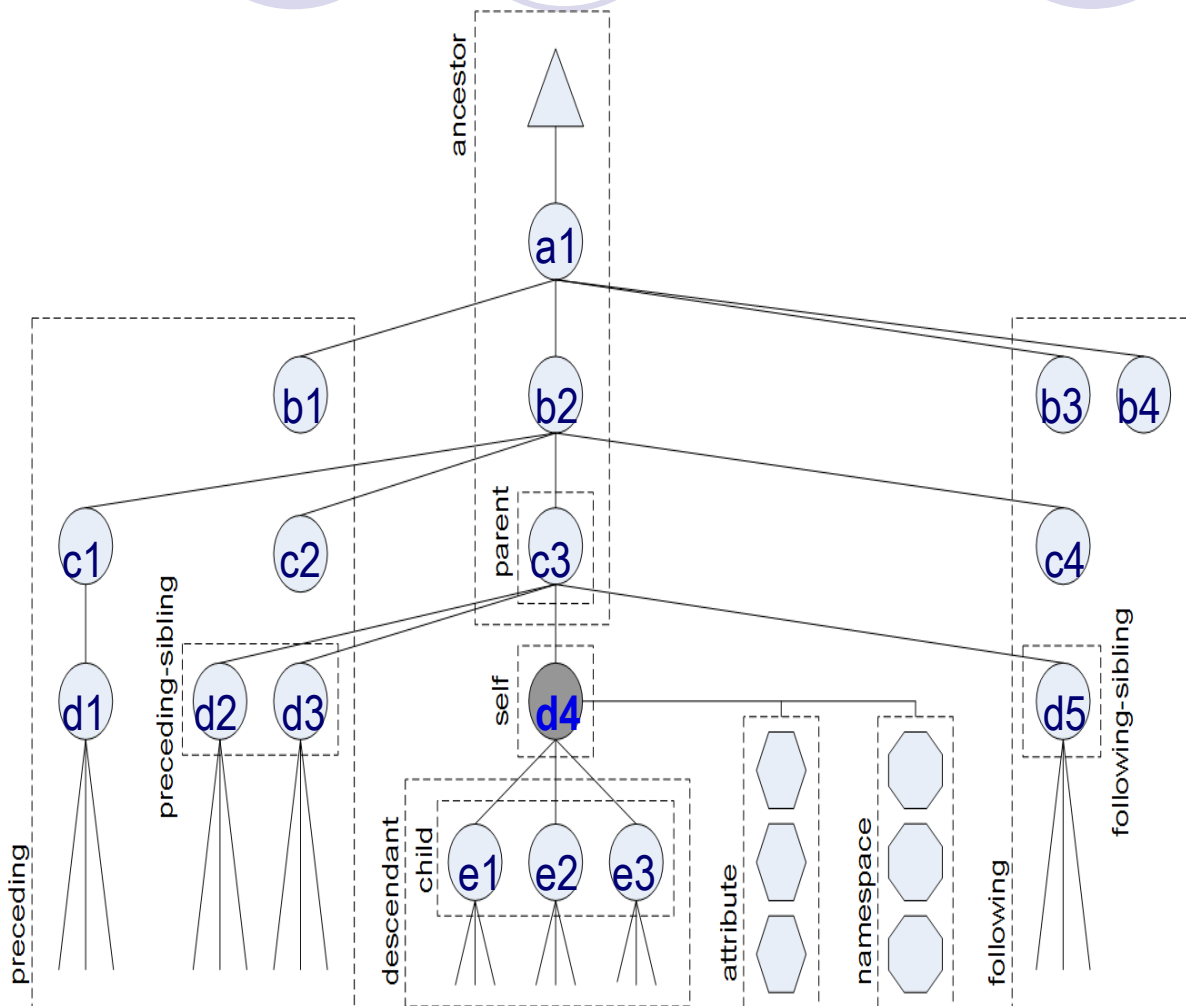 ancestor
a1
b1
b2
b3
b4
parent
c1
c2
c3
c4
preceding-sibling
self
following-sibling
d1
d2
d3
d4
d5
preceding
descendant
child
e1
e2
e3
attribute
namespace
following